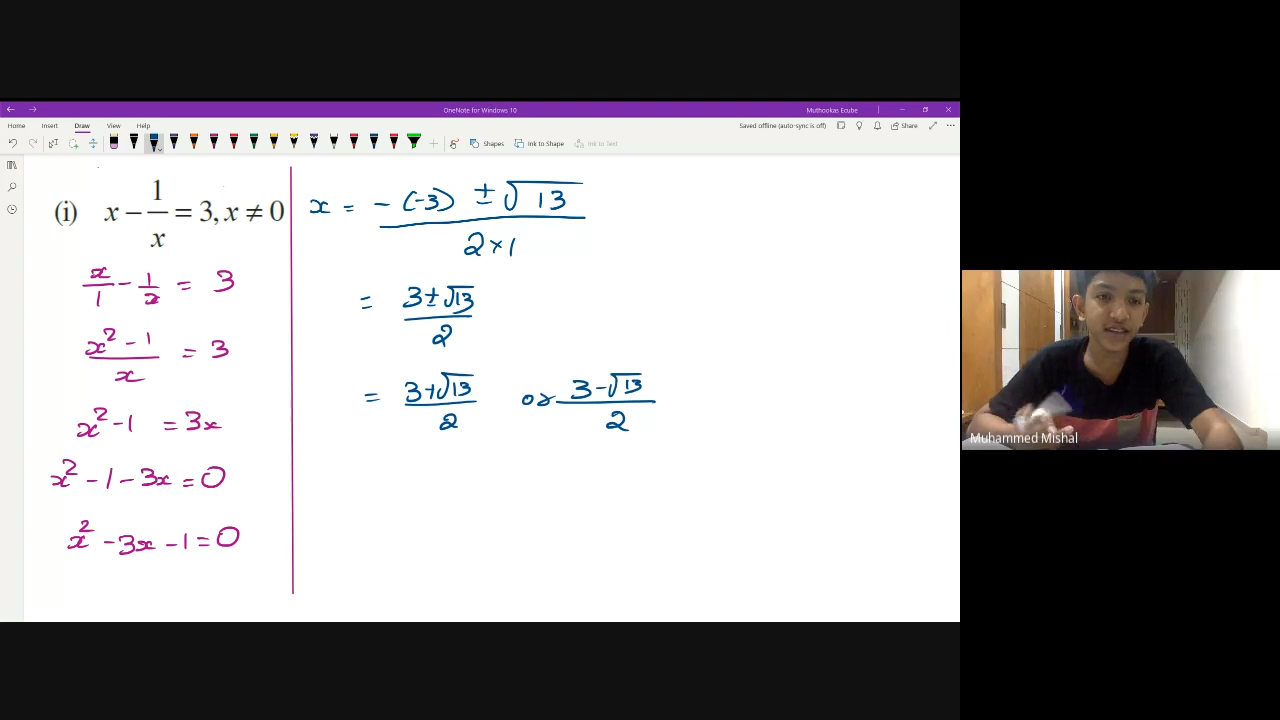 OneNote for Windows 10
Muthookas Ecube
Home Insert Draw View Help
Saved offline (auto-sync is off)
Share
Shapes
Ink to Shape
Ink to Text
(i) x − 1/x = 3, x ≠ 0
x/1 − 1/x = 3
(x² − 1)/x = 3
x² − 1 = 3x
x² − 1 − 3x = 0
x² − 3x − 1 = 0
x = (−(−3) ± √13)/(2 × 1)
= (3 ± √13)/2
= (3 + √13)/2 or (3 − √13)/2
Muhammed Mishal